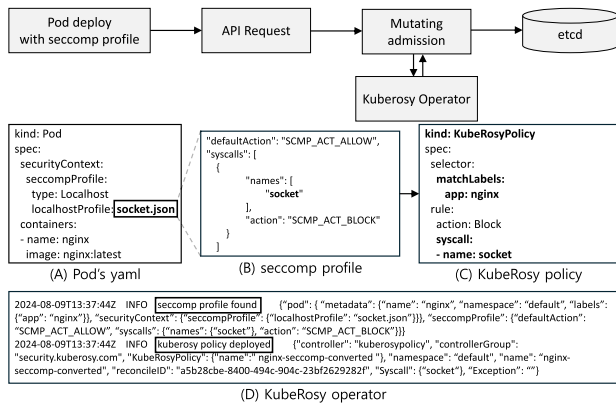 Pod deploy
with seccomp profile
API Request
Mutating
admission
etcd
Kuberosy Operator
kind: Pod
spec:
securityContext:
seccompProfile:
type: Localhost
localhostProfile: socket.json
containers:
- name: nginx
image: nginx:latest
(A) Pod's yaml
"defaultAction": "SCMP_ACT_ALLOW",
"syscalls": [
{
"names": [
"socket"
],
"action": "SCMP_ACT_BLOCK"
}
]
(B) seccomp profile
kind: KubeRosyPolicy
spec:
selector:
matchLabels:
app: nginx
rule:
action: Block
syscall:
- name: socket
(C) KubeRosy policy
2024-08-09T13:37:44Z INFO seccomp profile found {"pod": { "metadata": {"name": "nginx", "namespace": "default", "labels":
{"app": "nginx"}}, "securityContext": {"seccompProfile": {"localhostProfile": "socket.json"}}}, "seccompProfile": {"defaultAction":
"SCMP_ACT_ALLOW", "syscalls": {"names": {"socket"}, "action": "SCMP_ACT_BLOCK"}}}
2024-08-09T13:37:44Z INFO kuberosy policy deployed {"controller": "kuberosypolicy", "controllerGroup":
"security.kuberosy.com", "KubeRosyPolicy": {"name":" nginx-seccomp-converted "}, "namespace": "default", "name": "nginx-
seccomp-converted", "reconcileID": "a5b28cbe-8400-494c-904c-23bf2629282f", "Syscall": {"socket"}, "Exception": ""}
(D) KubeRosy operator